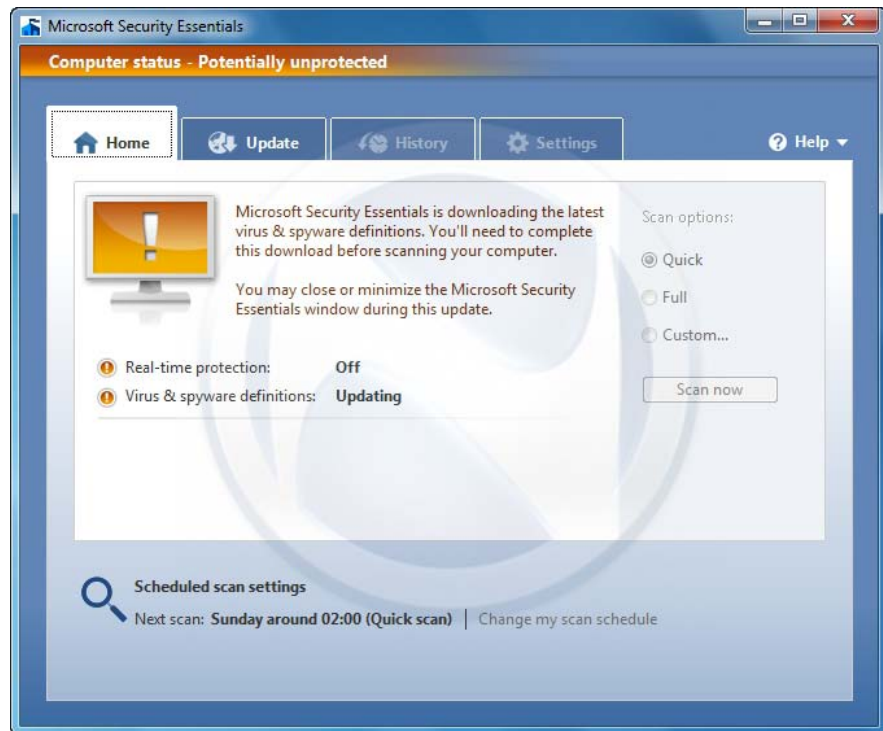 Microsoft Security Essentials
Computer status - Potentially unprotected
Home
Update
History
Settings
Help
Microsoft Security Essentials is downloading the latest
virus & spyware definitions. You'll need to complete
this download before scanning your computer.
You may close or minimize the Microsoft Security
Essentials window during this update.
Real-time protection: Off
Virus & spyware definitions: Updating
Scan options:
Quick
Full
Custom...
Scan now
Scheduled scan settings
Next scan: Sunday around 02:00 (Quick scan) | Change my scan schedule